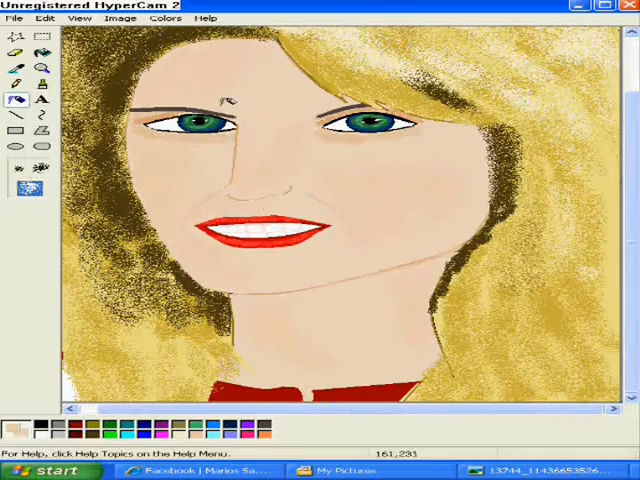 Unregistered HyperCam 2
File Edit View Image Colors Help
A
For Help, click Help Topics on the Help Menu.
161,231
start
Facebook | Marios Sa...
My Pictures
13744_11436653526...